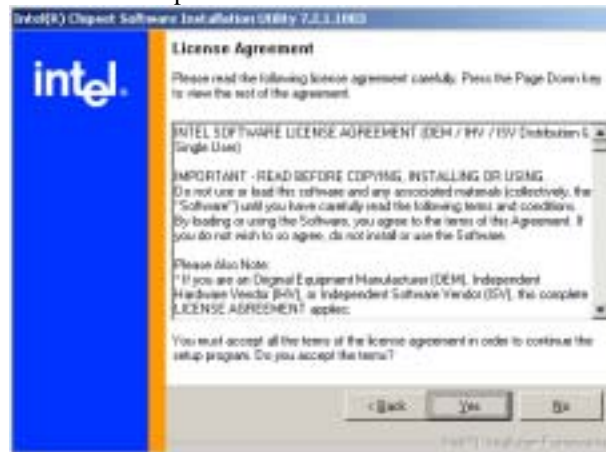 Intel(R) Chipset Software Installation Utility 7.2.1.1003
intel.
License Agreement
Please read the following license agreement carefully. Press the Page Down key
to view the rest of the agreement.
INTEL SOFTWARE LICENSE AGREEMENT (OEM / IHV / ISV Distribution &
Single User)
IMPORTANT - READ BEFORE COPYING, INSTALLING OR USING.
Do not use or load this software and any associated materials (collectively, the
"Software") until you have carefully read the following terms and conditions.
By loading or using the Software, you agree to the terms of this Agreement. If
you do not wish to so agree, do not install or use the Software.
Please Also Note:
* If you are an Original Equipment Manufacturer (OEM), Independent
Hardware Vendor (IHV), or Independent Software Vendor (ISV), this complete
LICENSE AGREEMENT applies;
You must accept all the terms of the license agreement in order to continue the
setup program. Do you accept the terms?
< Back
Yes
No